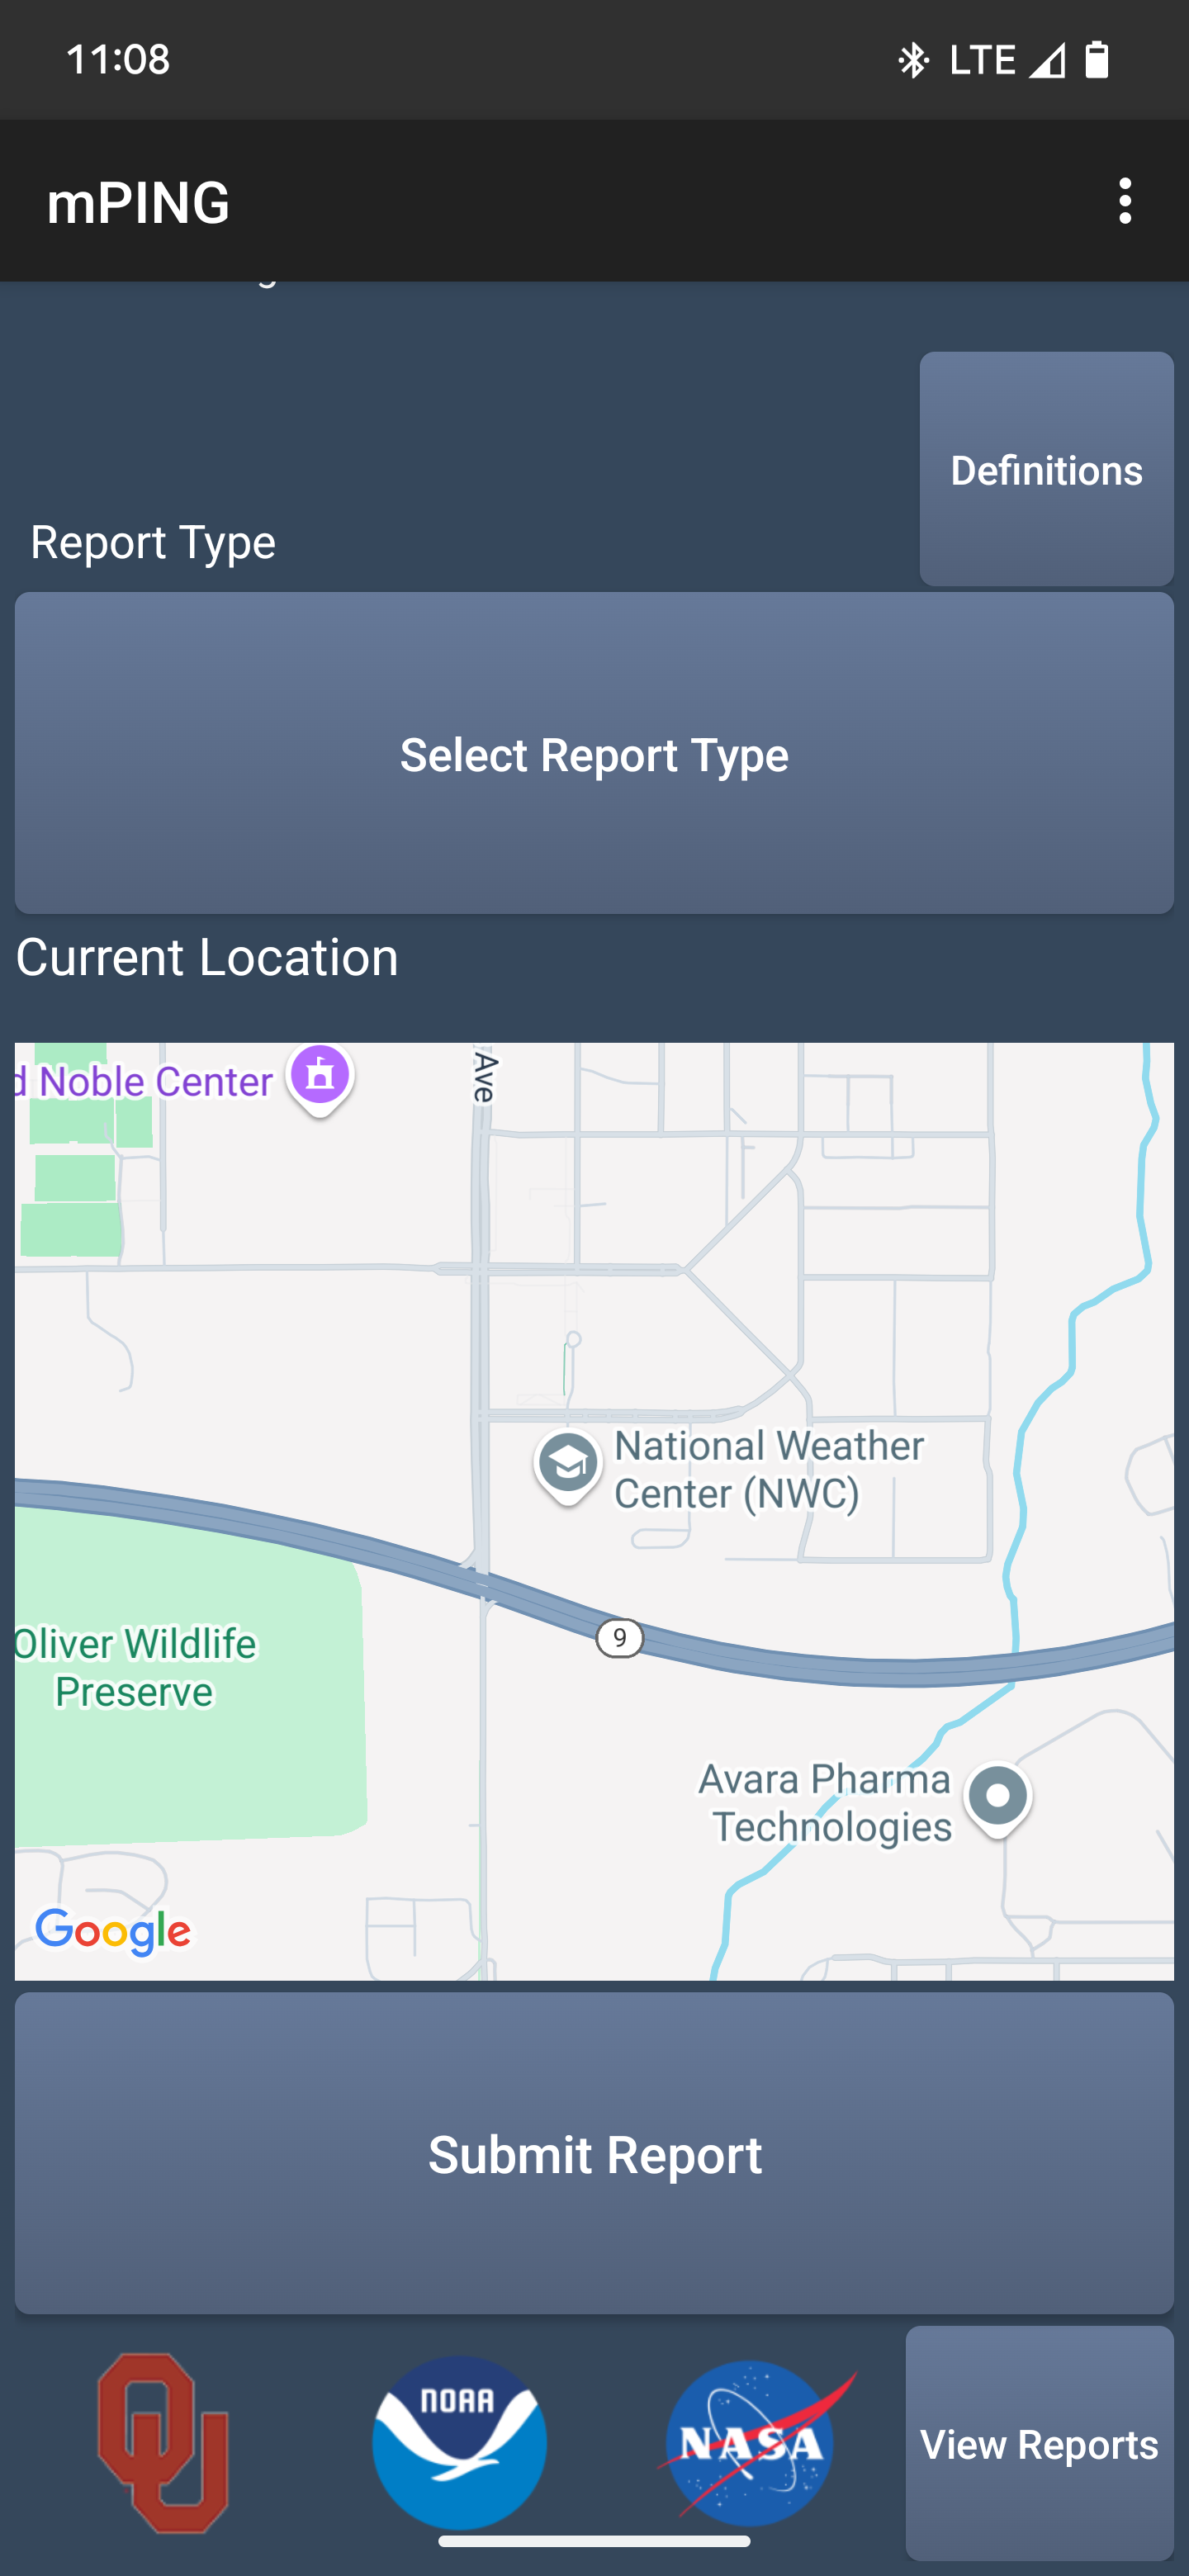 11:08 LTE
mPING
Definitions
Report Type
Select Report Type
Current Location
d Noble Center
Ave
National Weather
Center (NWC)
9
Oliver Wildlife
Preserve
Avara Pharma
Technologies
Google
Submit Report
OU
NOAA
NASA
View Reports